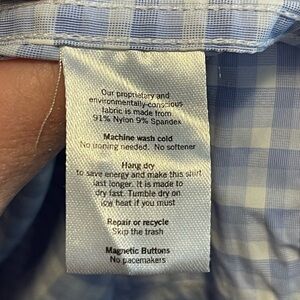 Our proprietary and
environmentally-conscious
fabric is made from
91% Nylon 9% Spandex
Machine wash cold
No ironing needed. No softener
Hang dry
to save energy and make this shirt
last longer. It is made to
dry fast. Tumble dry on
low heat if you must
Repair or recycle
Skip the trash
Magnetic Buttons
No pacemakers